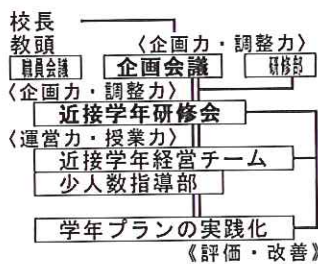 校長
教頭 〈企画力・調整力〉
職員会議 企画会議 研修部
〈企画力・調整力〉
近接学年研修会
〈運営力・授業力〉
近接学年経営チーム
少人数指導部
学年プランの実践化
《評価・改善》